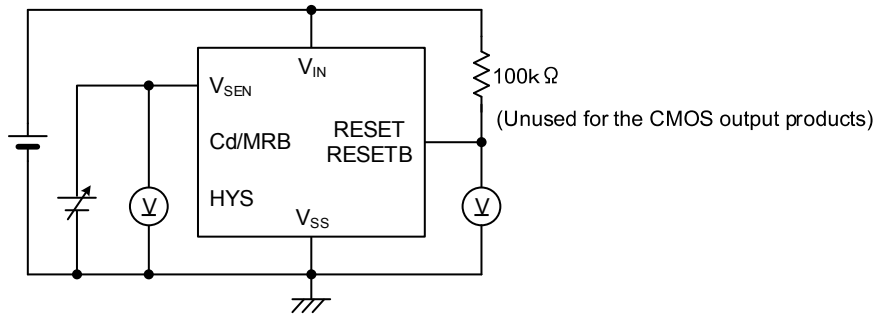 V_IN
100kΩ
V_SEN
(Unused for the CMOS output products)
Cd/MRB
RESET
RESETB
HYS
V
V
V_SS